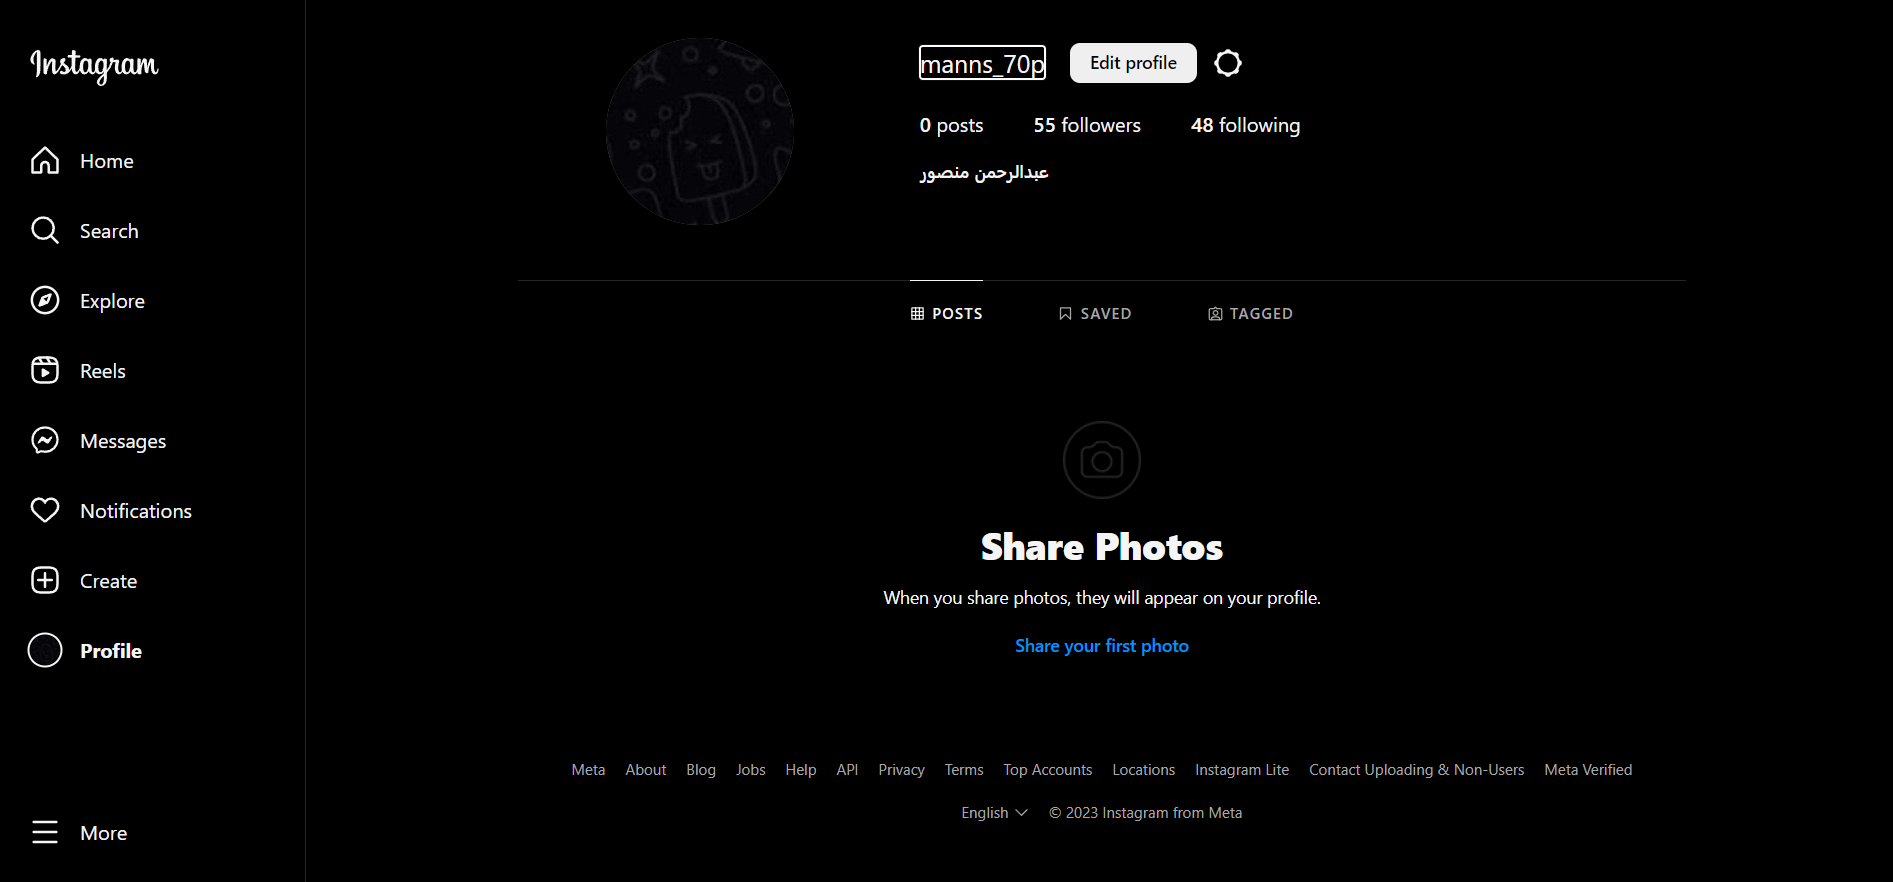 Instagram
Home
Search
Explore
Reels
Messages
Notifications
Create
Profile
More
manns_70p
Edit profile
0 posts 55 followers 48 following
عبدالرحمن منصور
POSTS SAVED TAGGED
Share Photos
When you share photos, they will appear on your profile.
Share your first photo
Meta About Blog Jobs Help API Privacy Terms Top Accounts Locations Instagram Lite Contact Uploading & Non-Users Meta Verified
English © 2023 Instagram from Meta